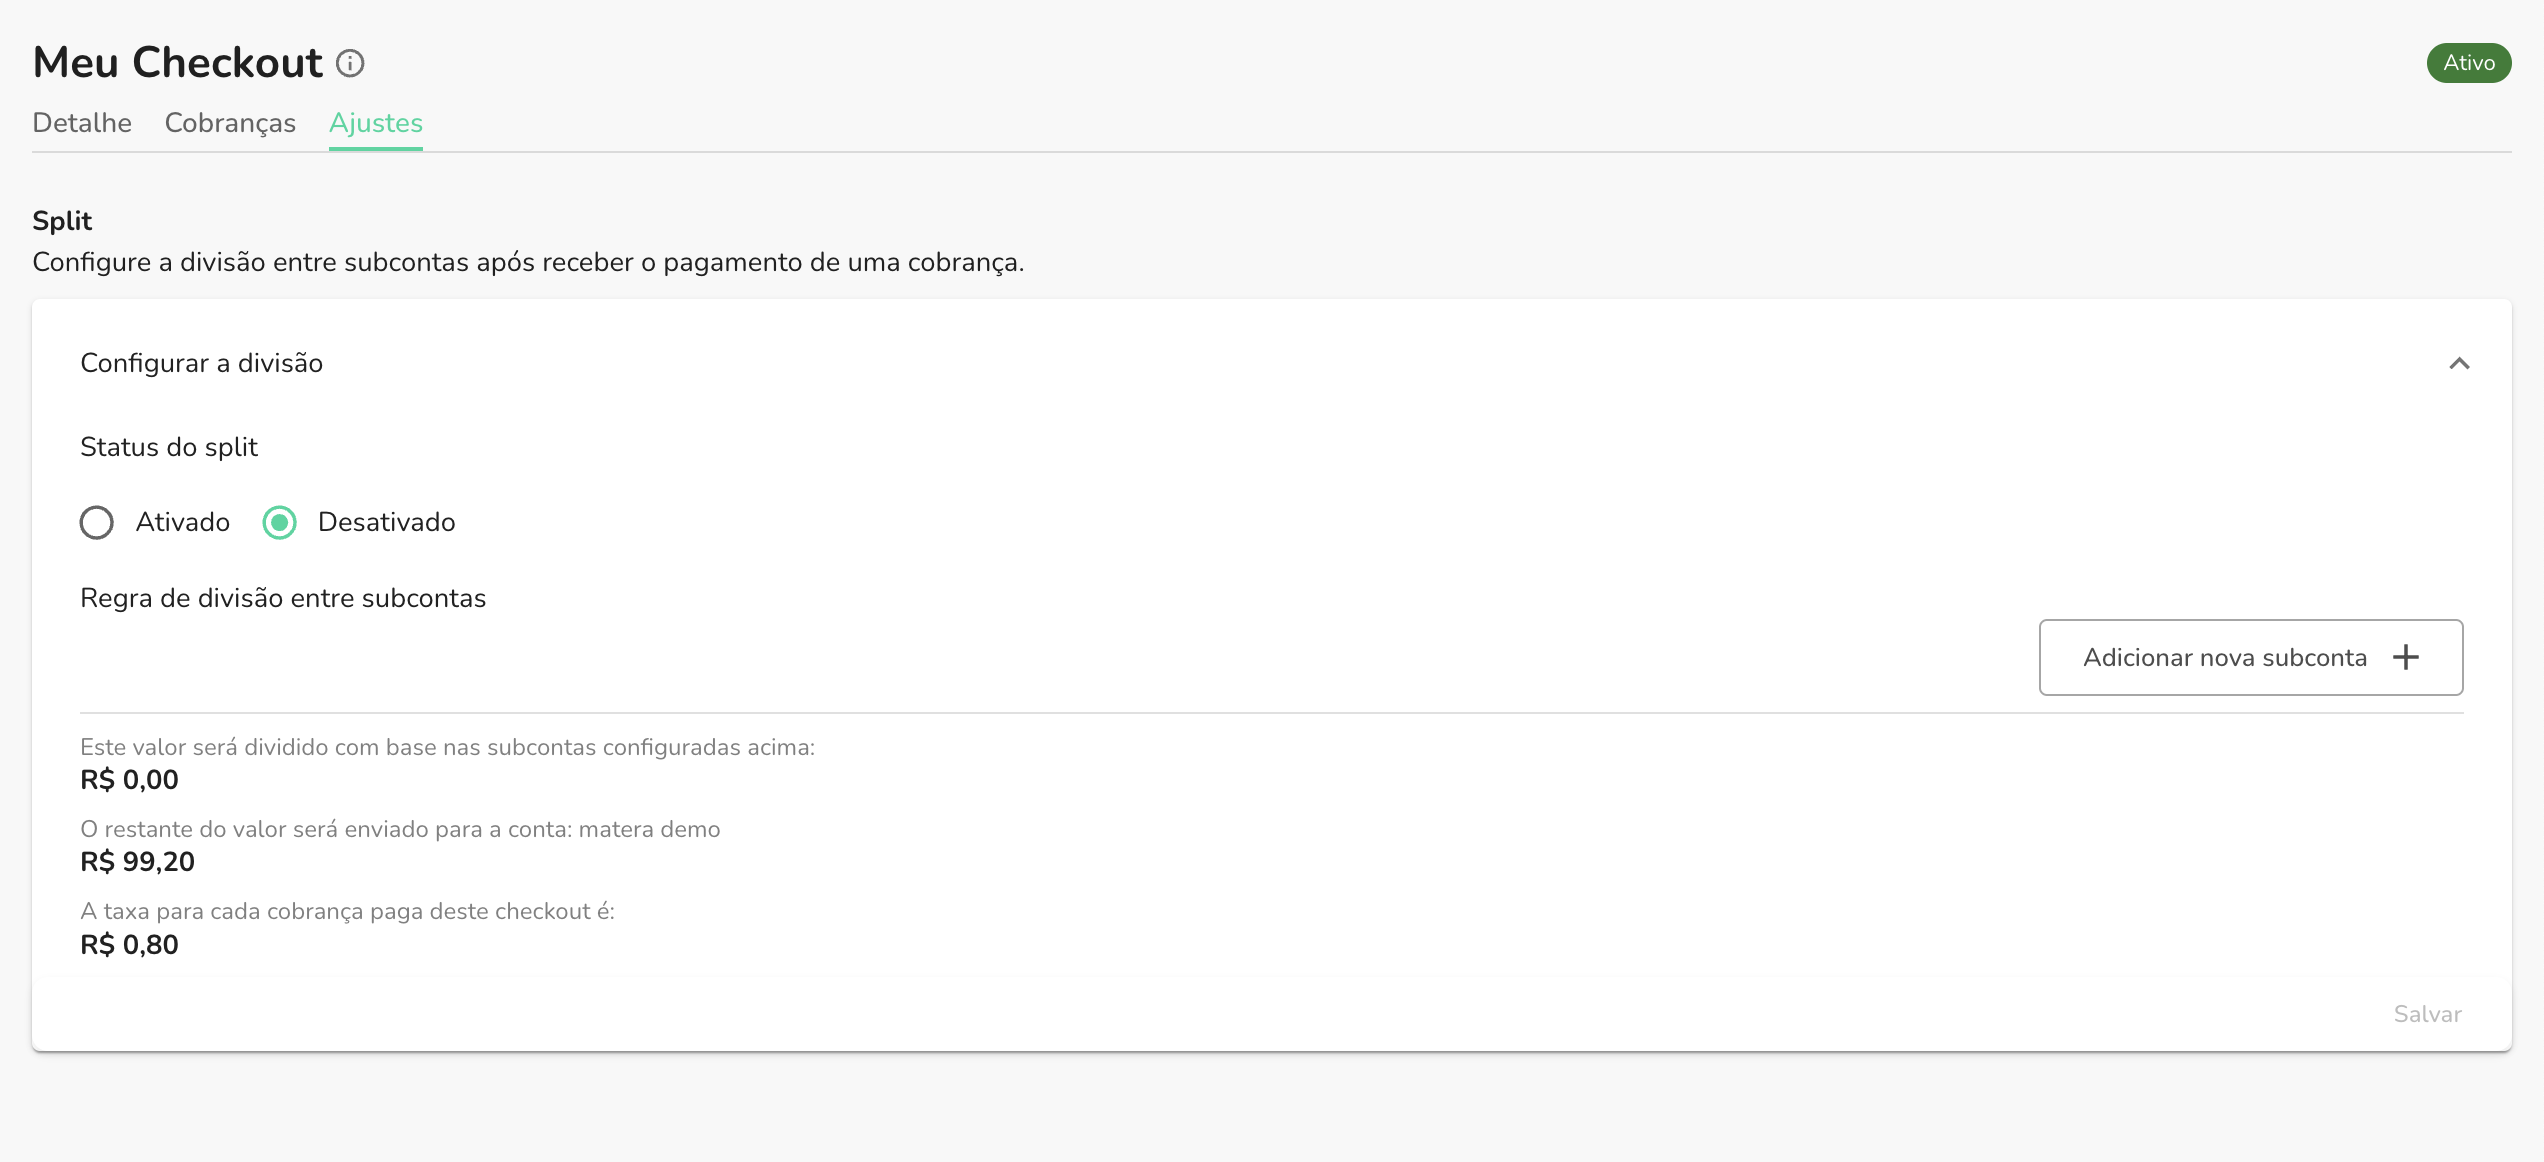 Meu Checkout
Ativo
Detalhe Cobranças Ajustes
Split
Configure a divisão entre subcontas após receber o pagamento de uma cobrança.
Configurar a divisão
Status do split
Ativado Desativado
Regra de divisão entre subcontas
Adicionar nova subconta
Este valor será dividido com base nas subcontas configuradas acima:
R$ 0,00
O restante do valor será enviado para a conta: matera demo
R$ 99,20
A taxa para cada cobrança paga deste checkout é:
R$ 0,80
Salvar